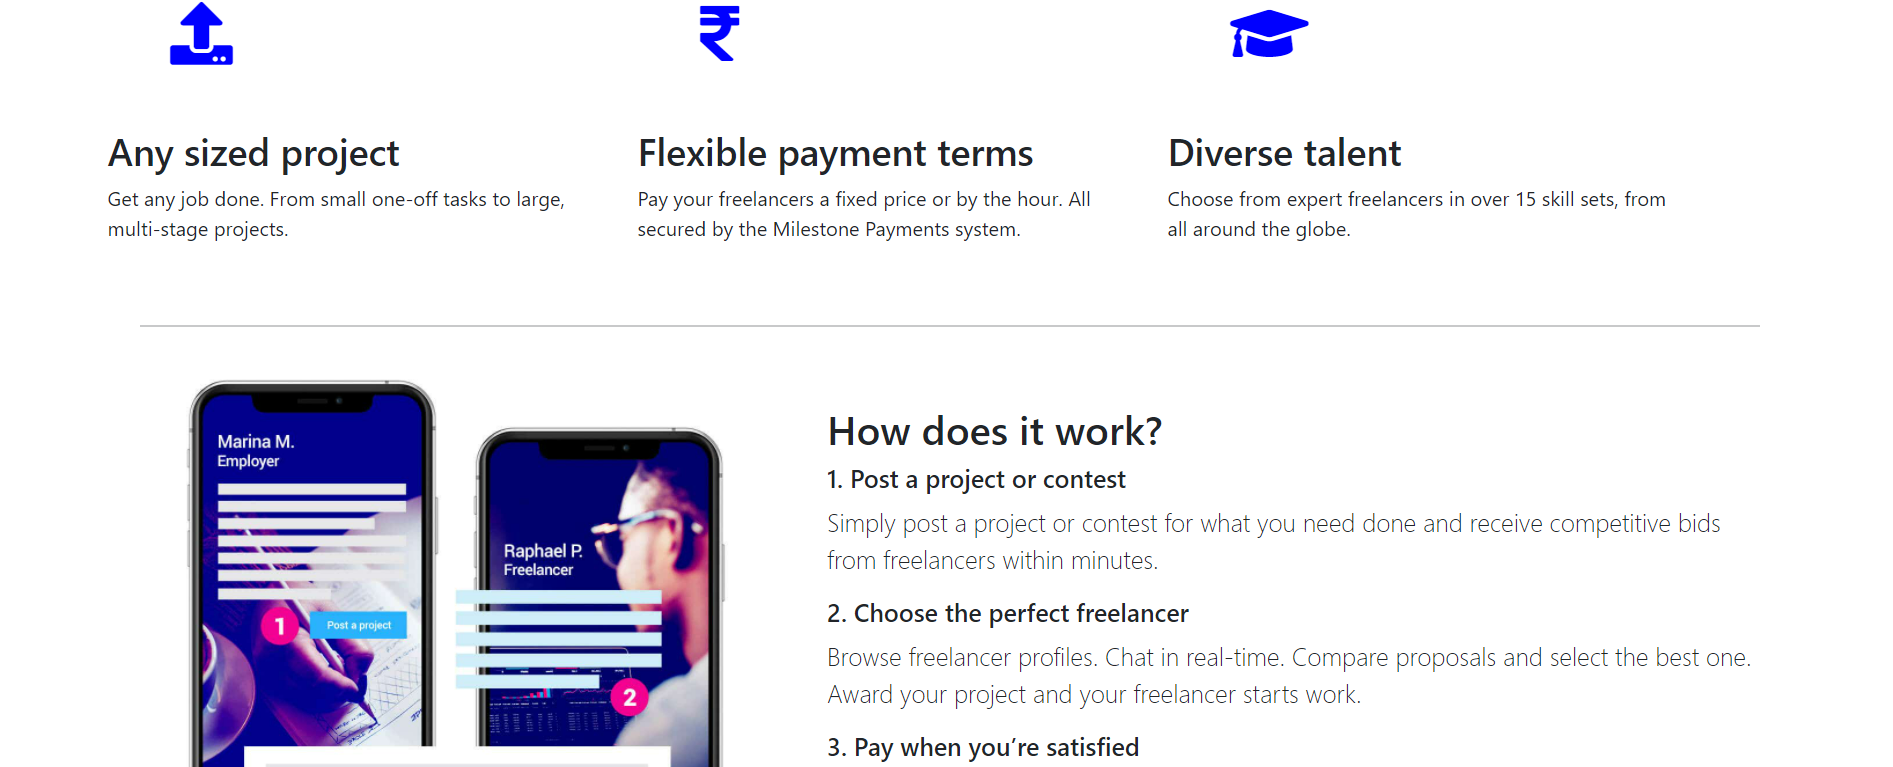 Any sized project
Get any job done. From small one-off tasks to large,
multi-stage projects.
Flexible payment terms
Pay your freelancers a fixed price or by the hour. All
secured by the Milestone Payments system.
Diverse talent
Choose from expert freelancers in over 15 skill sets, from
all around the globe.
Marina M.
Employer
1
Post a project
Raphael P.
Freelancer
2
How does it work?
1. Post a project or contest
Simply post a project or contest for what you need done and receive competitive bids
from freelancers within minutes.
2. Choose the perfect freelancer
Browse freelancer profiles. Chat in real-time. Compare proposals and select the best one.
Award your project and your freelancer starts work.
3. Pay when you’re satisfied